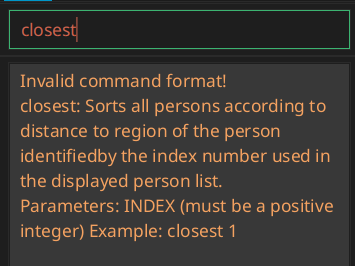 closest
Invalid command format!
closest: Sorts all persons according to
distance to region of the person
identifiedby the index number used in
the displayed person list.
Parameters: INDEX (must be a positive
integer) Example: closest 1